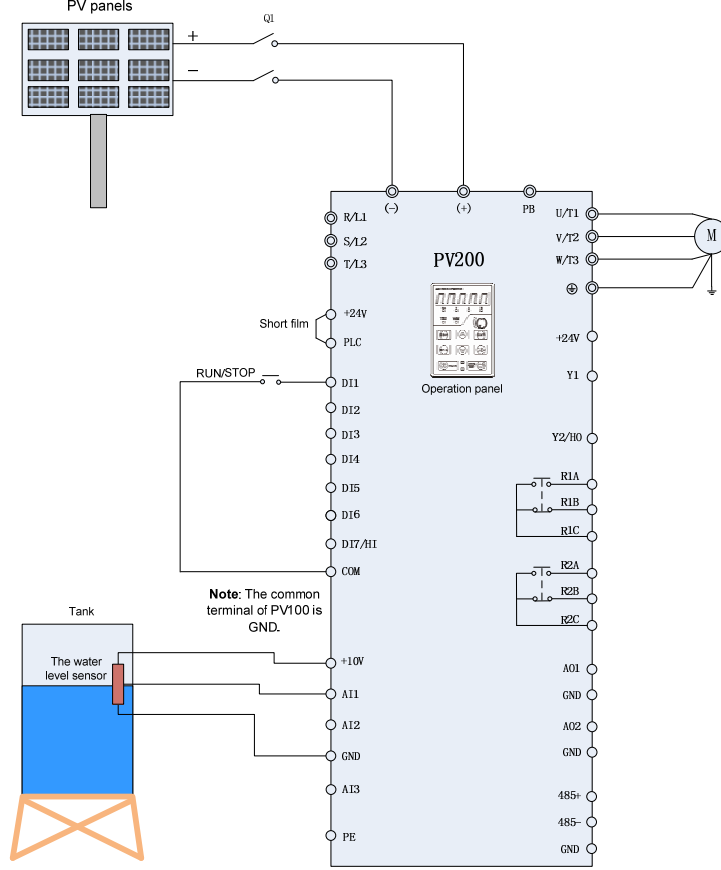 PV panels
Q1
+
−
(-)
(+)
PB
R/L1
S/L2
T/L3
U/T1
V/T2
W/T3
M
PV200
+24V
Short film
PLC
+24V
Operation panel
Y1
RUN/STOP
DI1
DI2
DI3
DI4
DI5
DI6
DI7/HI
COM
Y2/HO
R1A
R1B
R1C
R2A
R2B
R2C
Note: The common
terminal of PV100 is
GND.
Tank
The water
level sensor
+10V
AI1
AI2
GND
AI3
PE
AO1
GND
AO2
GND
485+
485-
GND